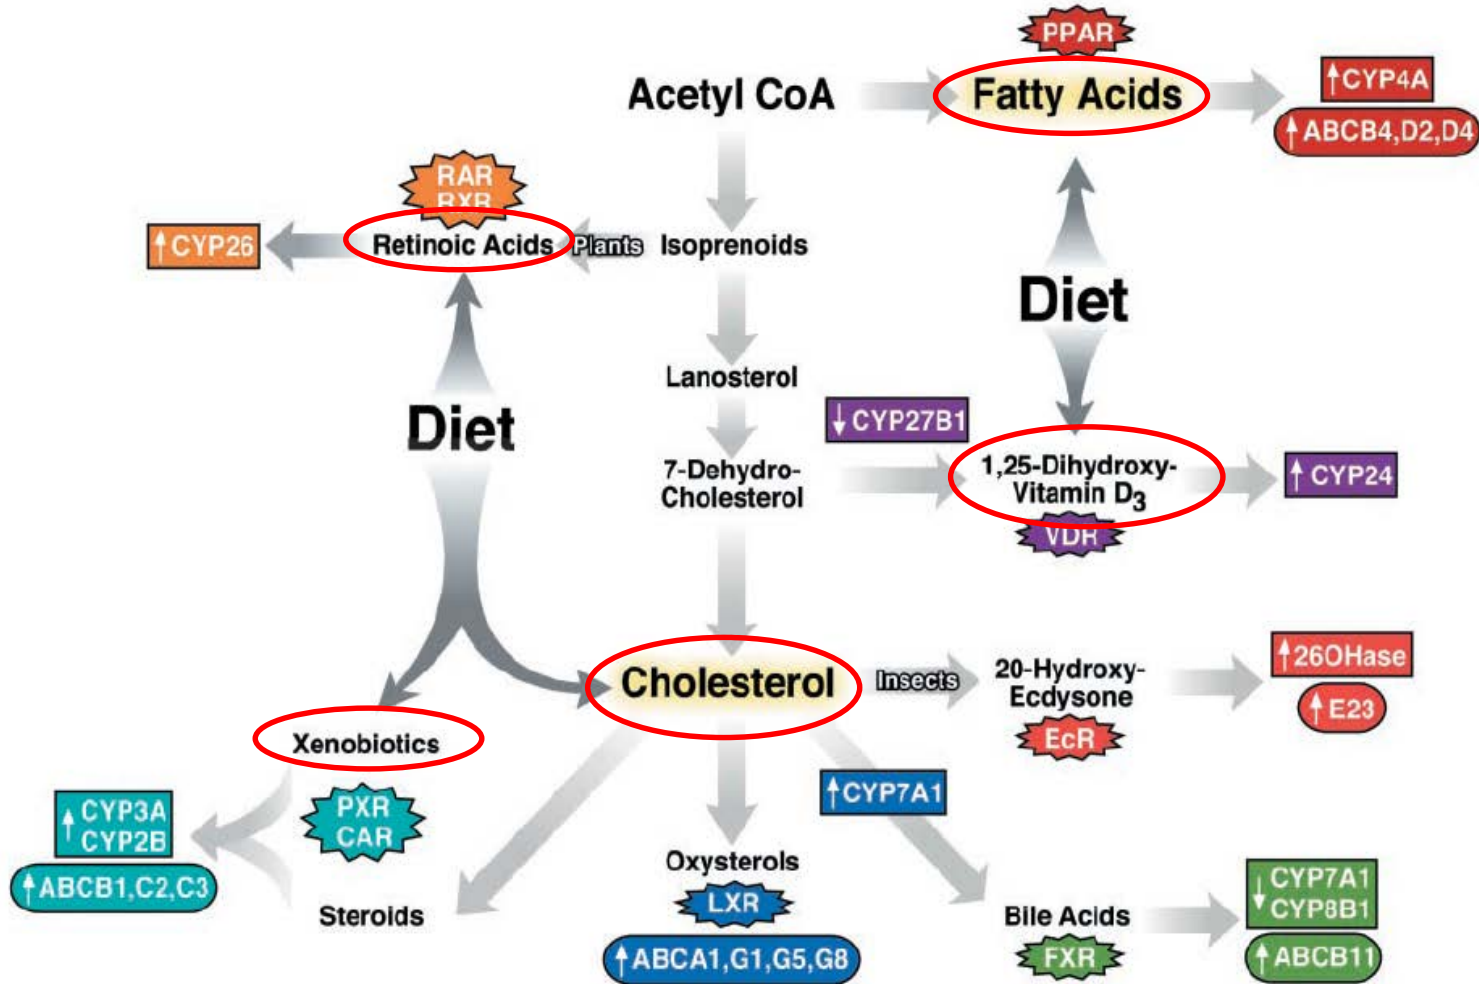 PPAR
Acetyl CoA
Fatty Acids
↑CYP4A
↑ABCB4,D2,D4
RAR
RXR
↑CYP26
Retinoic Acids
Plants
Isoprenoids
Diet
Lanosterol
Diet
↓CYP27B1
7-Dehydro-
Cholesterol
1,25-Dihydroxy-
Vitamin D3
↑CYP24
VDR
Cholesterol
Insects
20-Hydroxy-
Ecdysone
↑26OHase
↑E23
EcR
Xenobiotics
↑CYP3A
CYP2B
PXR
CAR
↑CYP7A1
↑ABCB1,C2,C3
Steroids
Oxysterols
LXR
↑ABCA1,G1,G5,G8
Bile Acids
FXR
↓CYP7A1
CYP8B1
↑ABCB11